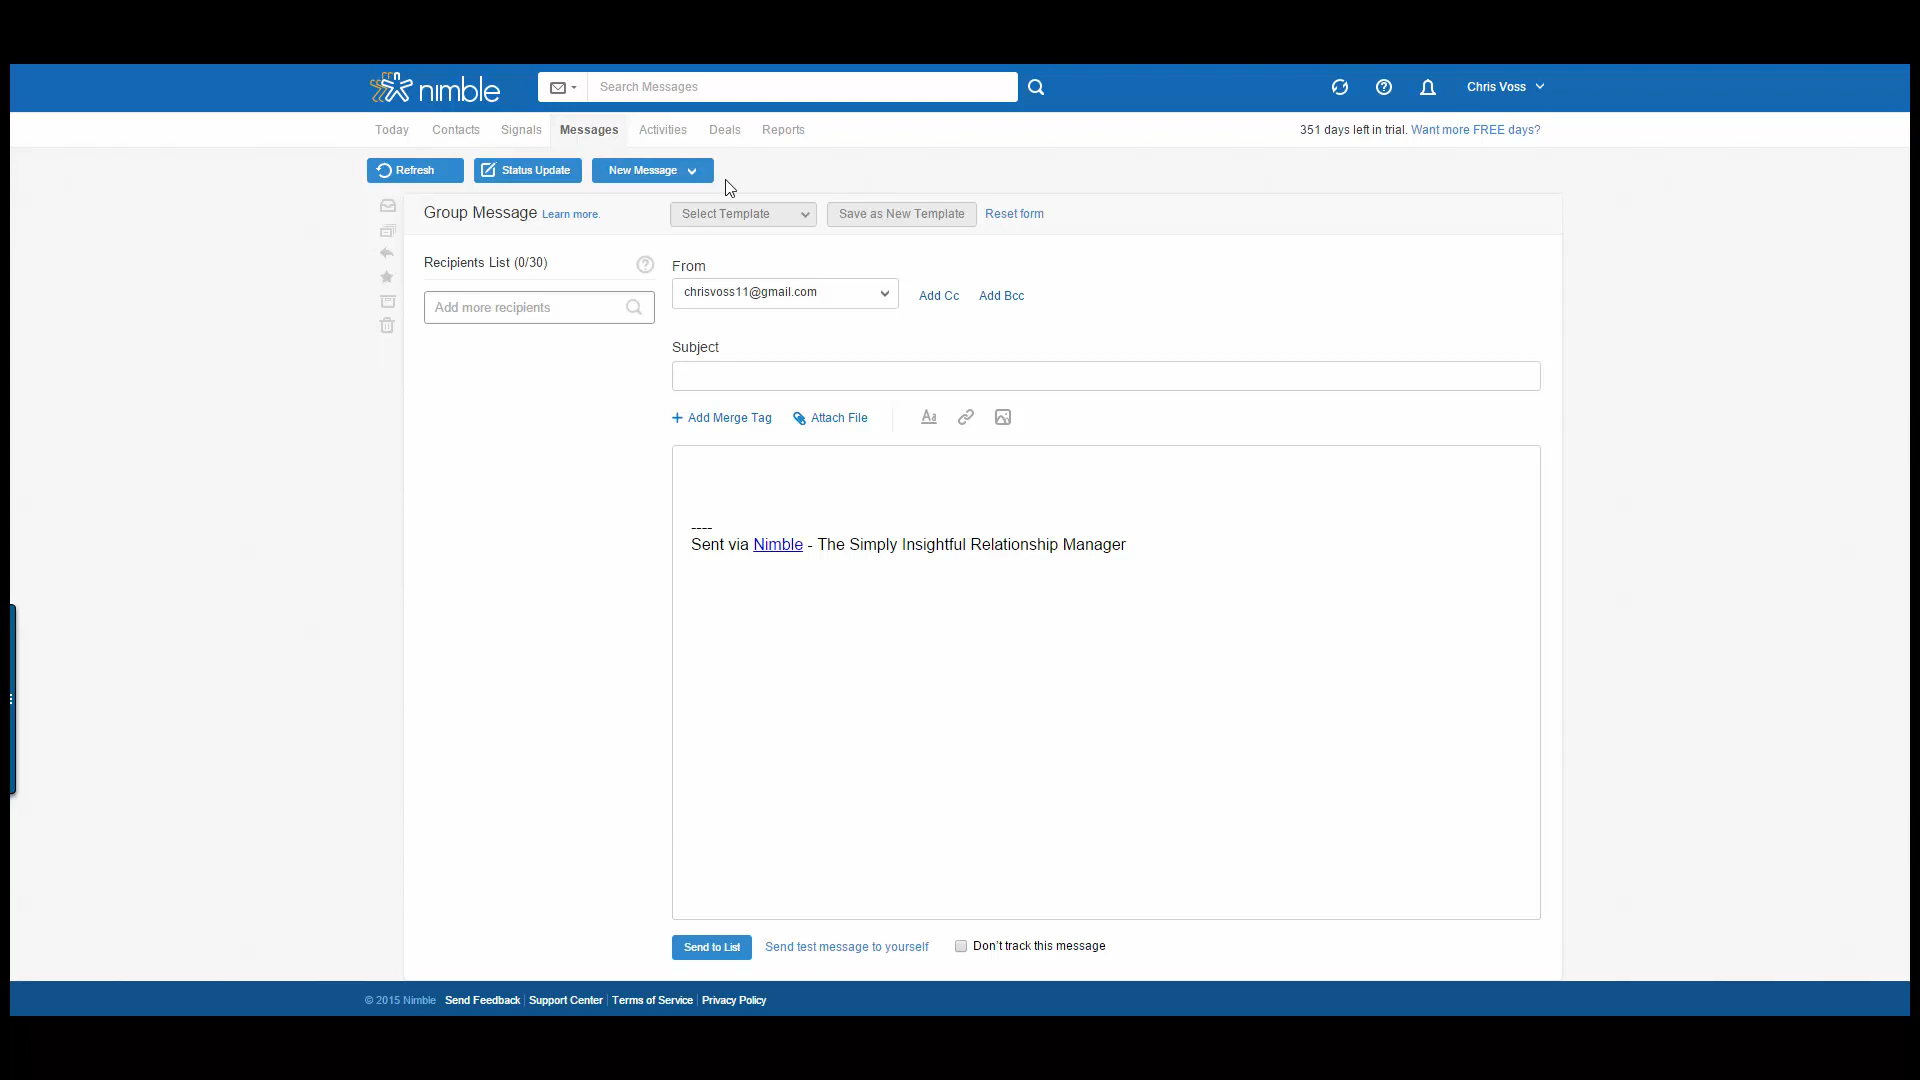 nimble
Search Messages
Chris Voss
Today Contacts Signals Messages Activities Deals Reports
351 days left in trial. Want more FREE days?
Refresh Status Update New Message
Group Message Learn more.
Select Template Save as New Template Reset form
Recipients List (0/30)
Add more recipients
From
chrisvoss11@gmail.com Add Cc Add Bcc
Subject
+ Add Merge Tag Attach File Aa
----
Sent via Nimble - The Simply Insightful Relationship Manager
Send to List Send test message to yourself Don't track this message
© 2015 Nimble Send Feedback | Support Center | Terms of Service | Privacy Policy